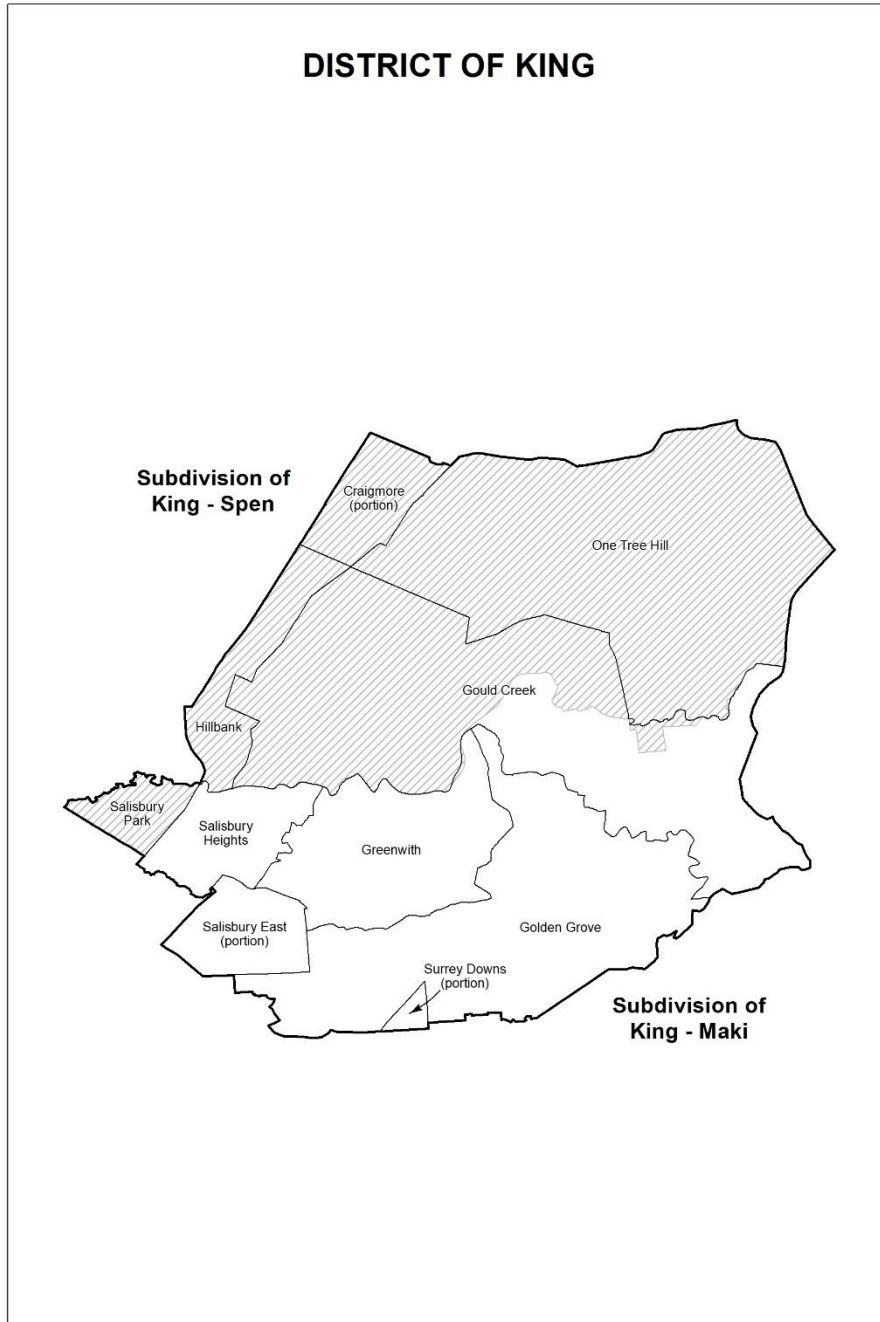 DISTRICT OF KING
Subdivision of
King - Spen
Craigmore
(portion)
One Tree Hill
Gould Creek
Hillbank
Salisbury
Park
Salisbury
Heights
Greenwith
Salisbury East
(portion)
Golden Grove
Surrey Downs
(portion)
Subdivision of
King - Maki